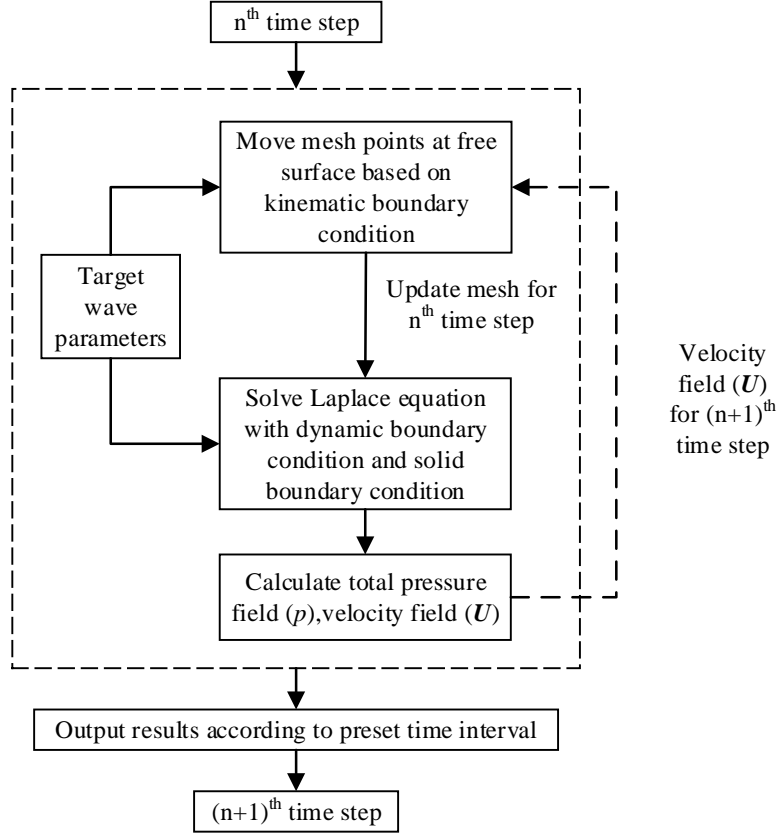 nth time step
Move mesh points at free
surface based on
kinematic boundary
condition
Target
wave
parameters
Update mesh for
nth time step
Velocity
field (U)
for (n+1)th
time step
Solve Laplace equation
with dynamic boundary
condition and solid
boundary condition
Calculate total pressure
field (p),velocity field (U)
Output results according to preset time interval
(n+1)th time step